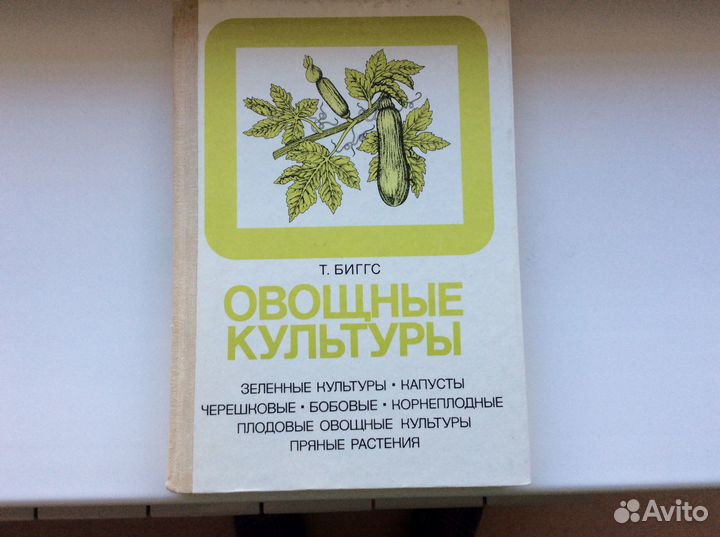 Т. БИГГС
ОВОЩНЫЕ
КУЛЬТУРЫ
ЗЕЛЕННЫЕ КУЛЬТУРЫ · КАПУСТЫ
ЧЕРЕШКОВЫЕ · БОБОВЫЕ · КОРНЕПЛОДНЫЕ
ПЛОДОВЫЕ ОВОЩНЫЕ КУЛЬТУРЫ
ПРЯНЫЕ РАСТЕНИЯ
Avito